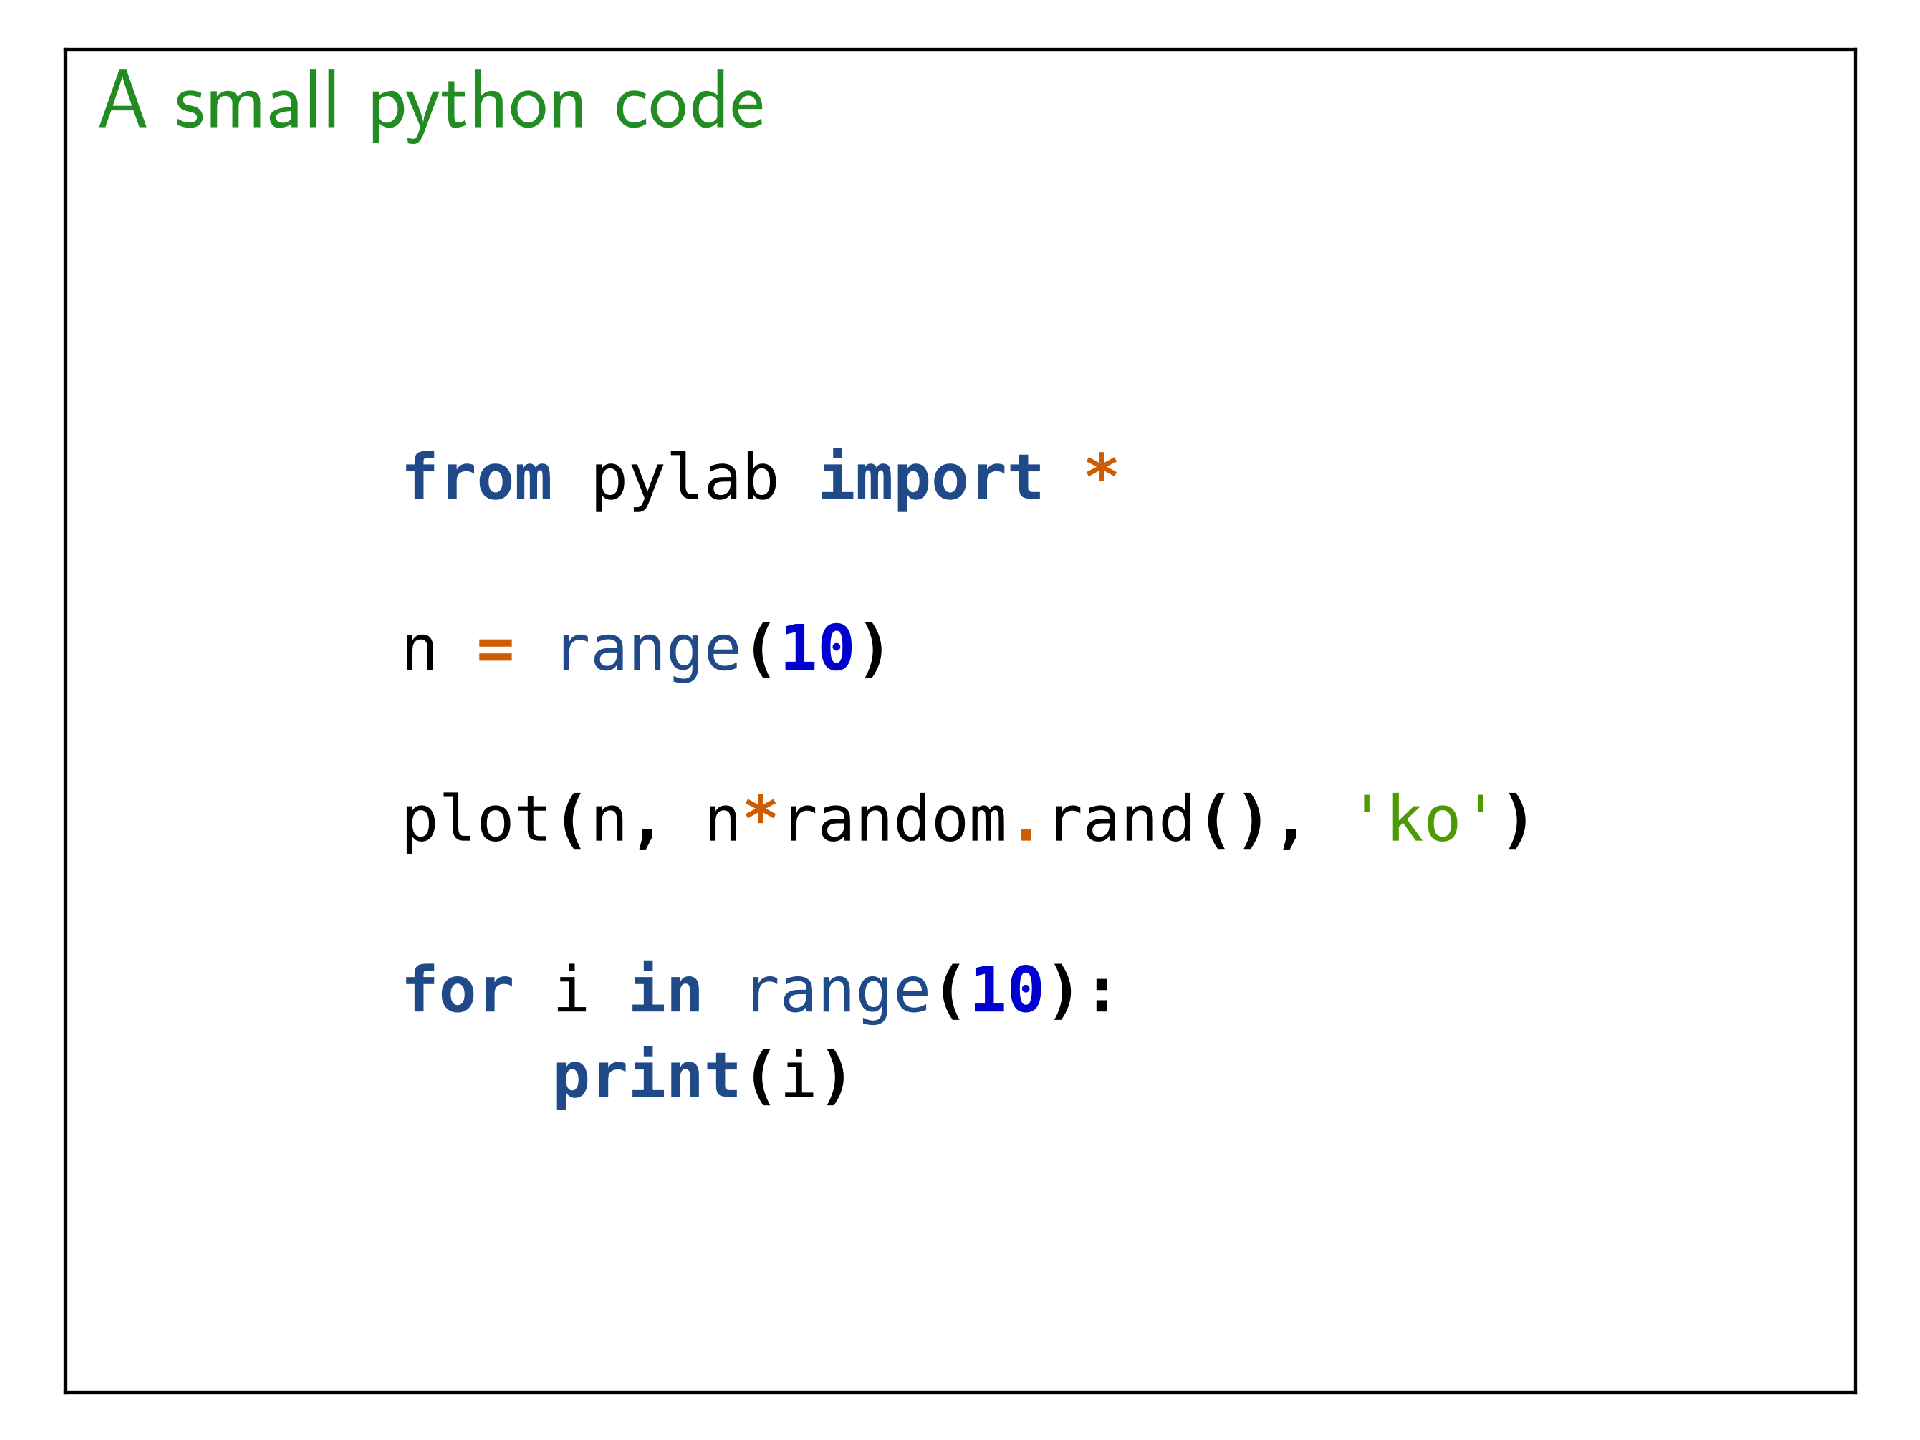 A small python code
from pylab import *
n = range(10)
plot(n, n*random.rand(), 'ko')
for i in range(10):
    print(i)